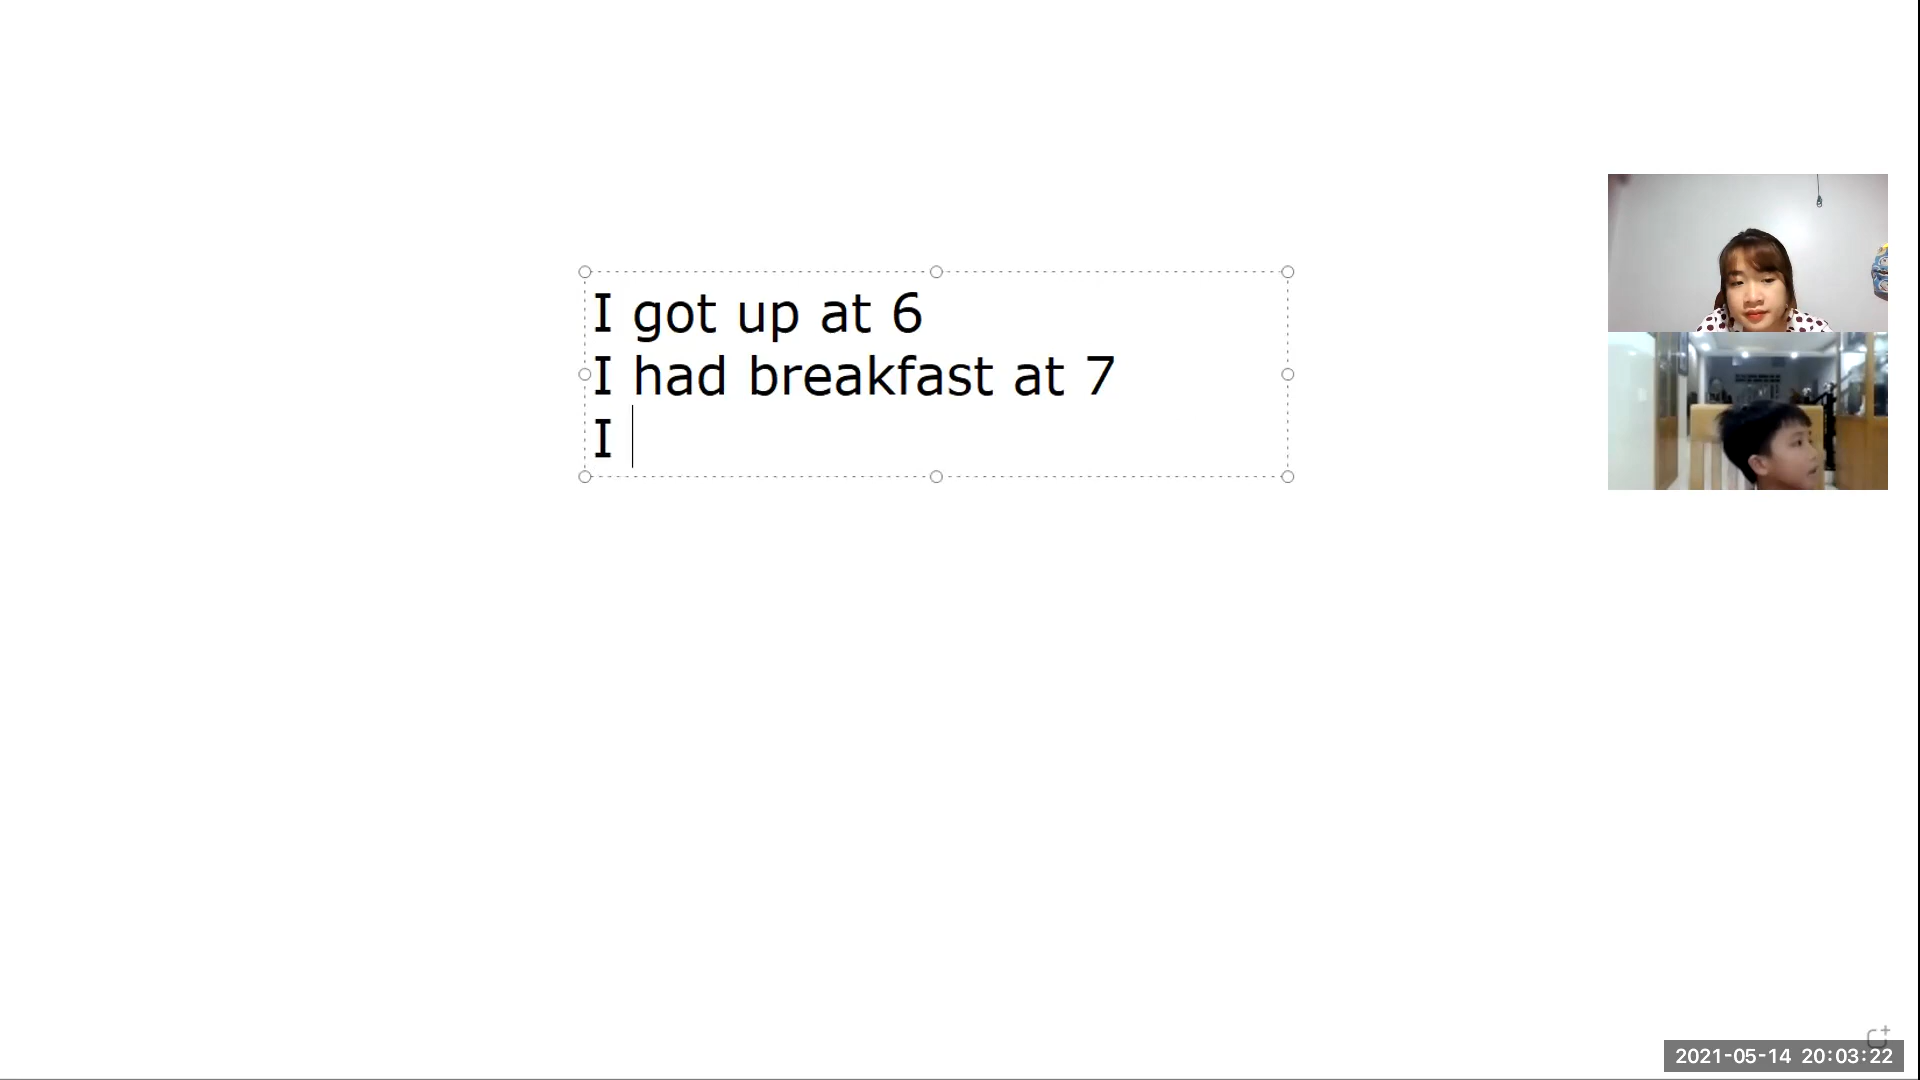 I got up at 6
I had breakfast at 7
I
2021-05-14 20:03:22